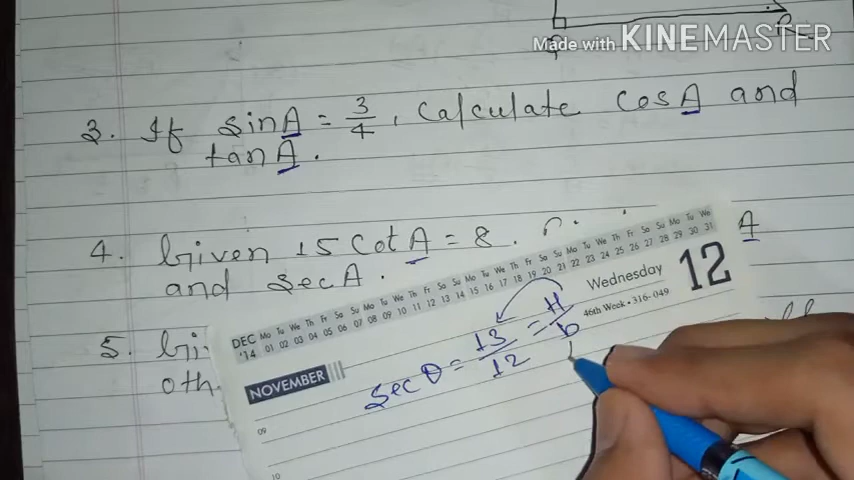 Made with KINEMASTER
3. If sinA = 3/4, Calculate cosA and
tanA.
4. Given 15 cot A = 8. A
and secA.
5. Gi
oth
DEC Mo Tu We Th Fr Sa Su Mo Tu We Th Fr Sa Su Mo Tu We Th Fr Sa Su Mo Tu We Th Fr Sa Su Mo Tu We
'14 01 02 03 04 05 06 07 08 09 10 11 12 13 14 15 16 17 18 19 20 21 22 23 24 25 26 27 28 29 30 31
Wednesday 12
46th Week • 316-049
NOVEMBER
secθ = 13/12 = H/b
09
10